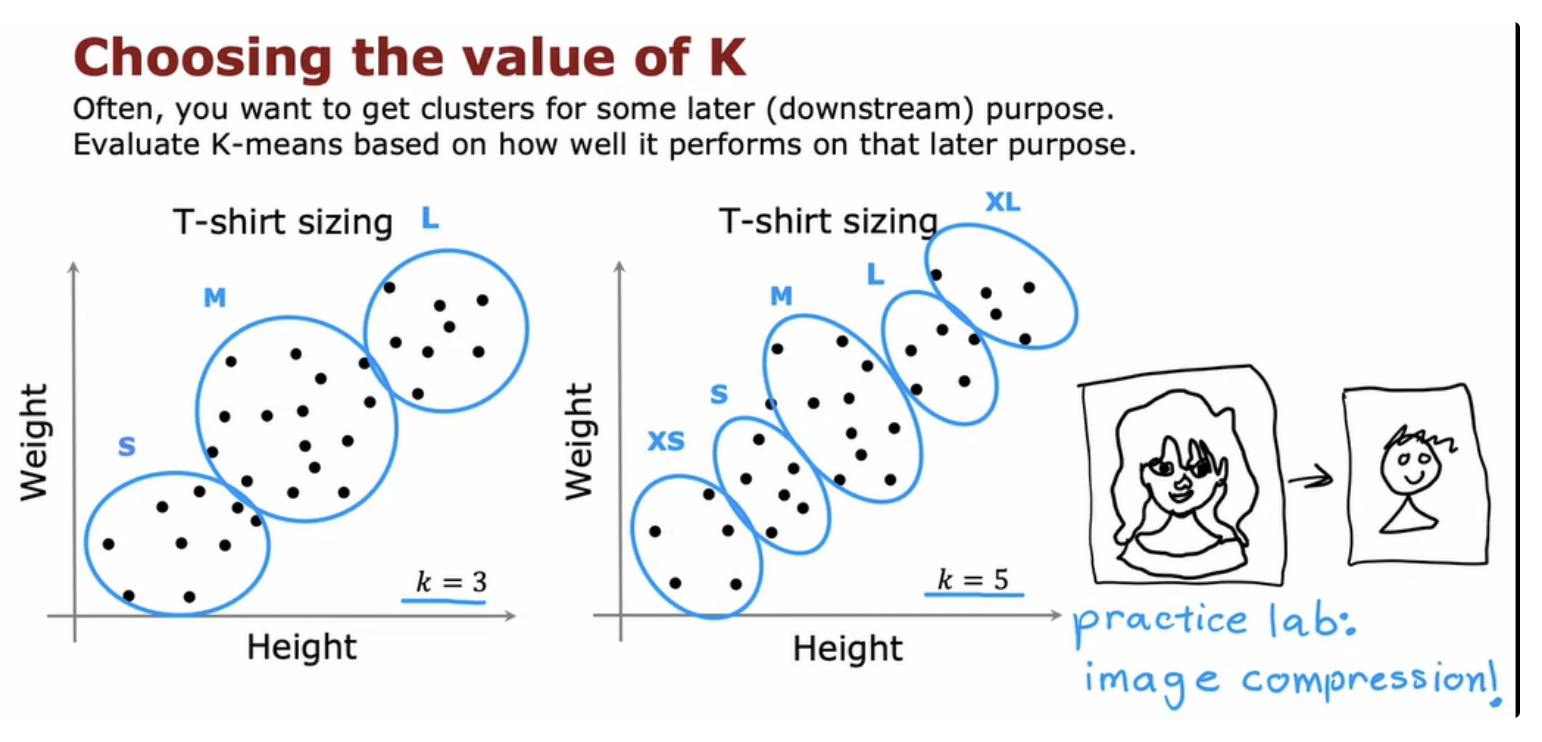 Choosing the value of K
Often, you want to get clusters for some later (downstream) purpose.
Evaluate K-means based on how well it performs on that later purpose.
T-shirt sizing
L
M
S
Weight
k = 3
Height
T-shirt sizing
XL
L
M
S
XS
Weight
k = 5
Height
practice lab:
image compression!